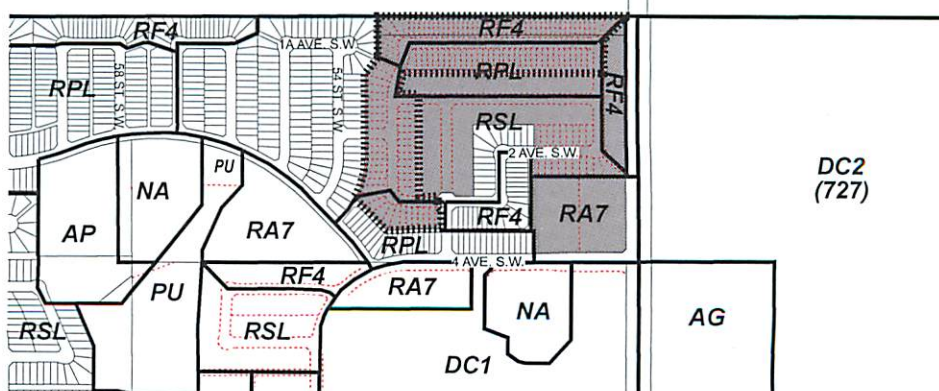 RF4
RF4
1A AVE. S.W.
RPL
RPL
58 ST. S.W
54 ST. S.W
RF4
RSL
2 AVE. S.W.
PU
NA
DC2
(727)
AP
RA7
RF4
RA7
RPL
4 AVE. S.W.
RF4
PU
RA7
NA
AG
RSL
RSL
DC1